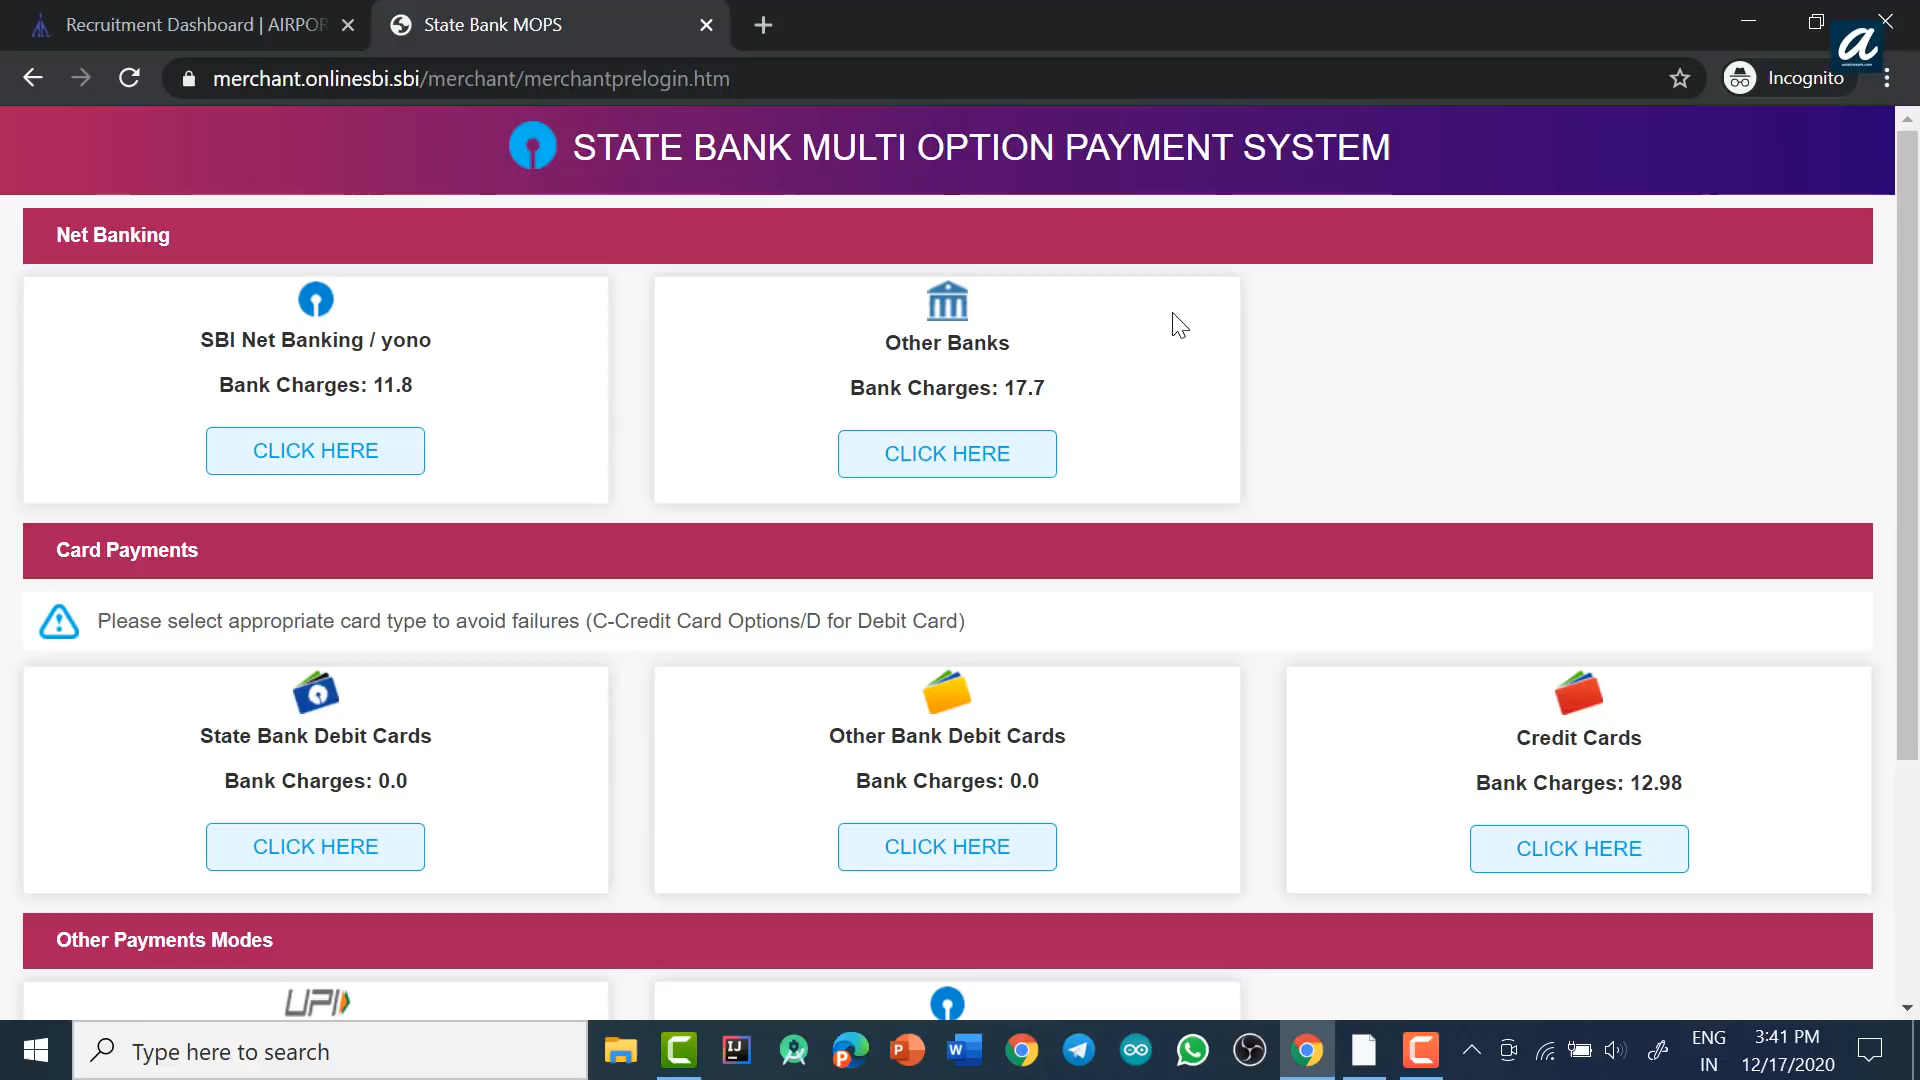 Recruitment Dashboard | AIRPOR
State Bank MOPS
merchant.onlinesbi.sbi/merchant/merchantprelogin.htm
Incognito
a
STATE BANK MULTI OPTION PAYMENT SYSTEM
Net Banking
SBI Net Banking / yono
Bank Charges: 11.8
CLICK HERE
Other Banks
Bank Charges: 17.7
CLICK HERE
Card Payments
Please select appropriate card type to avoid failures (C-Credit Card Options/D for Debit Card)
State Bank Debit Cards
Bank Charges: 0.0
CLICK HERE
Other Bank Debit Cards
Bank Charges: 0.0
CLICK HERE
Credit Cards
Bank Charges: 12.98
CLICK HERE
Other Payments Modes
UPI
Type here to search
ENG
IN
3:41 PM
12/17/2020